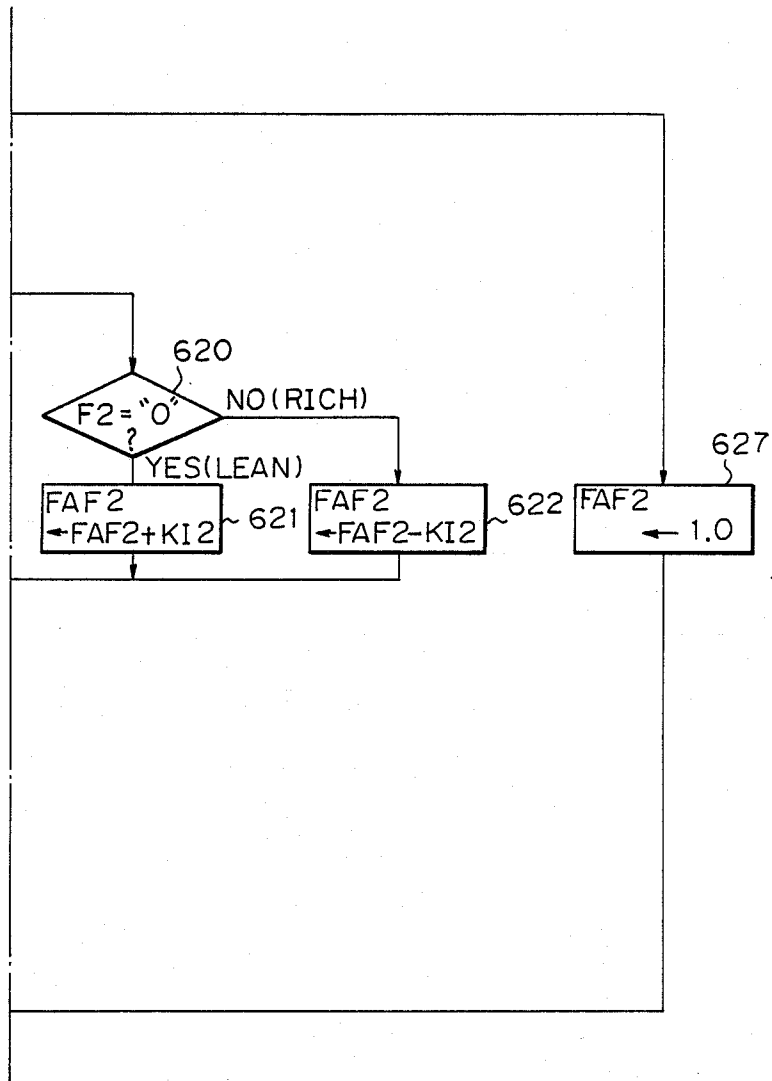 620
F2="0"
?
NO(RICH)
YES(LEAN)
FAF2
←FAF2+KI2
621
FAF2
←FAF2-KI2
622
627
FAF2
← 1.0